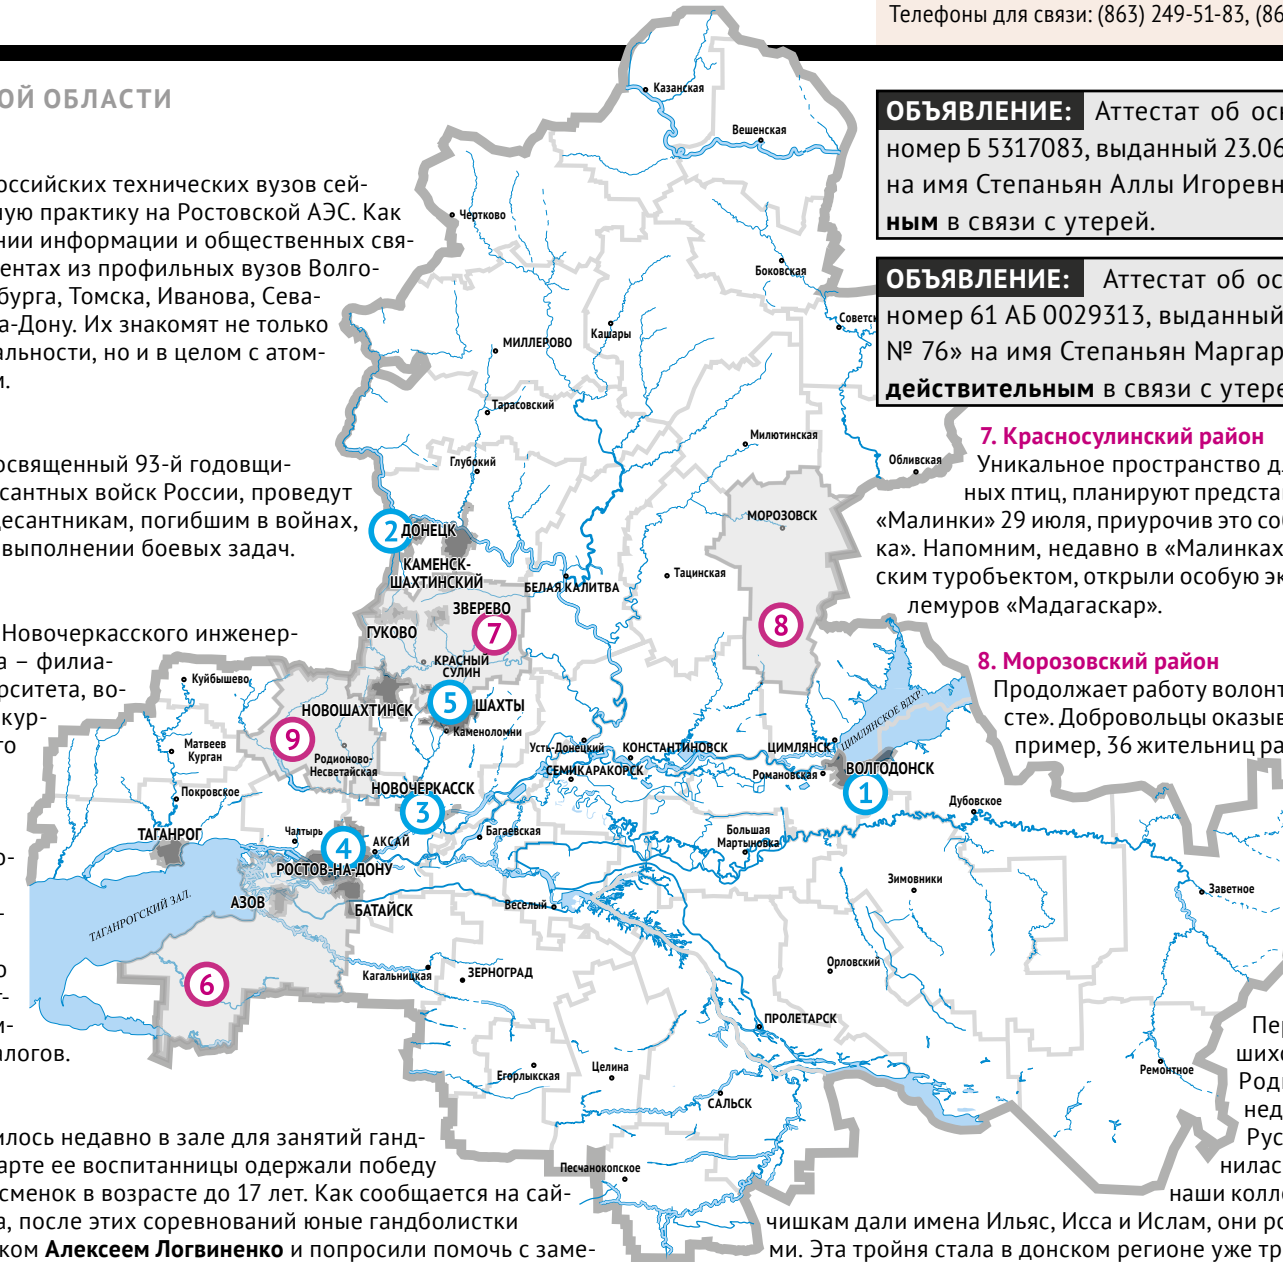 Телефоны для связи: (863) 249-51-83, (86
ОЙ ОБЛАСТИ
оссийских технических вузов сей-
ную практику на Ростовской АЭС. Как
нии информации и общественных свя-
ентах из профильных вузов Волго-
бурга, Томска, Иванова, Сева-
а-Дону. Их знакомят не только
альности, но и в целом с атом-
м.
освященный 93-й годовщи-
сантных войск России, проведут
десантникам, погибшим в войнах,
выполнении боевых задач.
Новочеркасского инженер-
а – филиа-
рситета, во-
кур-
го
о-
-
о
т-
и-
алогов.
илось недавно в зале для занятий ганд-
арте ее воспитанницы одержали победу
сменок в возрасте до 17 лет. Как сообщается на сай-
а, после этих соревнований юные гандболистки
ком Алексеем Логвиненко и попросили помочь с заме-
ОБЪЯВЛЕНИЕ: Аттестат об осн
номер Б 5317083, выданный 23.06
на имя Степаньян Аллы Игоревн
ным в связи с утерей.
ОБЪЯВЛЕНИЕ: Аттестат об ос
номер 61 АБ 0029313, выданный
№ 76» на имя Степаньян Маргар
действительным в связи с утере
7. Красносулинский район
Уникальное пространство д
ных птиц, планируют предста
«Малинки» 29 июля, приурочив это со
ка». Напомним, недавно в «Малинках
ским туробъектом, открыли особую эк
лемуров «Мадагаскар».
8. Морозовский район
Продолжает работу волонт
сте». Добровольцы оказыв
пример, 36 жительниц ра
Пер
шихс
Роди
нед
Рус
нилас
наши колле
чишкам дали имена Ильяс, Исса и Ислам, они ро
ми. Эта тройня стала в донском регионе уже тр
Казанская
Вешенская
Чертково
Боковская
Советск
Кашары
МИЛЛЕРОВО
Тарасовский
Милютинская
Глубокий
Обливская
МОРОЗОВСК
2
ДОНЕЦК
КАМЕНСК-
ШАХТИНСКИЙ
Тацинская
БЕЛАЯ КАЛИТВА
ЗВЕРЕВО
ГУКОВО
7
8
КРАСНЫЙ
СУЛИН
Куйбышево
НОВОШАХТИНСК
5
ШАХТЫ
Каменоломни
9
Матвеев
Курган
Родионово-
Несветайская
Усть-Донецкий
КОНСТАНТИНОВСК
ЦИМЛЯНСК
ЦИМЛЯНСКОЕ ВДХР.
СЕМИКАРАКОРСК
Романовская
ВОЛГОДОНСК
1
Покровское
НОВОЧЕРКАССК
3
Дубовское
ТАГАНРОГ
Чалтырь
4
АКСАЙ
Багаевская
Большая
Мартыновка
РОСТОВ-НА-ДОНУ
Зимовники
Заветное
АЗОВ
БАТАЙСК
Веселый
ТАГАНРОГСКИЙ ЗАЛ.
6
Кагальницкая
ЗЕРНОГРАД
Орловский
ПРОЛЕТАРСК
Егорлыкская
Целина
Ремонтное
САЛЬСК
Песчанокопское